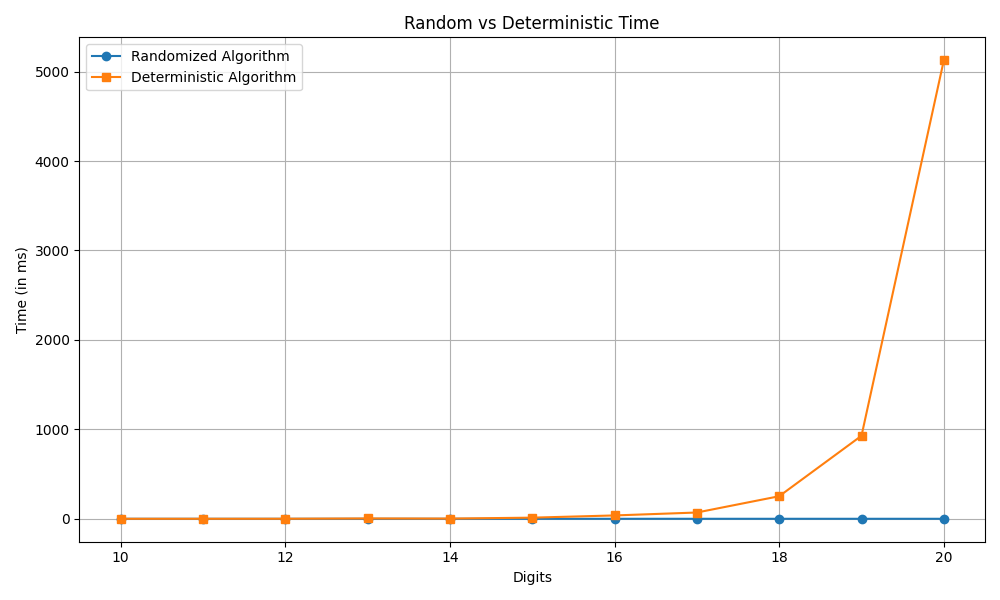 Random vs Deterministic Time
Randomized Algorithm
Deterministic Algorithm
Time (in ms)
5000
4000
3000
2000
1000
0
10 12 14 16 18 20
Digits